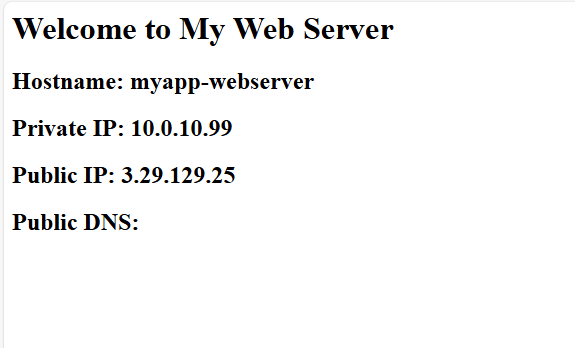 Welcome to My Web Server
Hostname: myapp-webserver
Private IP: 10.0.10.99
Public IP: 3.29.129.25
Public DNS: